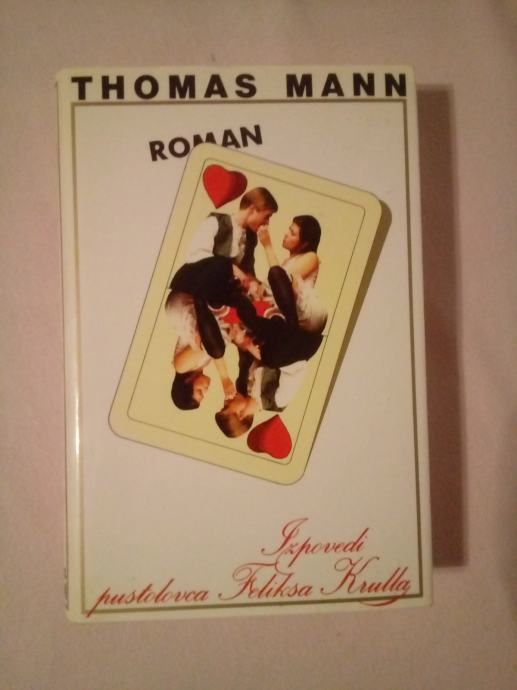 THOMAS MANN
ROMAN
Izpovedi
pustolovca Feliksa Krulla